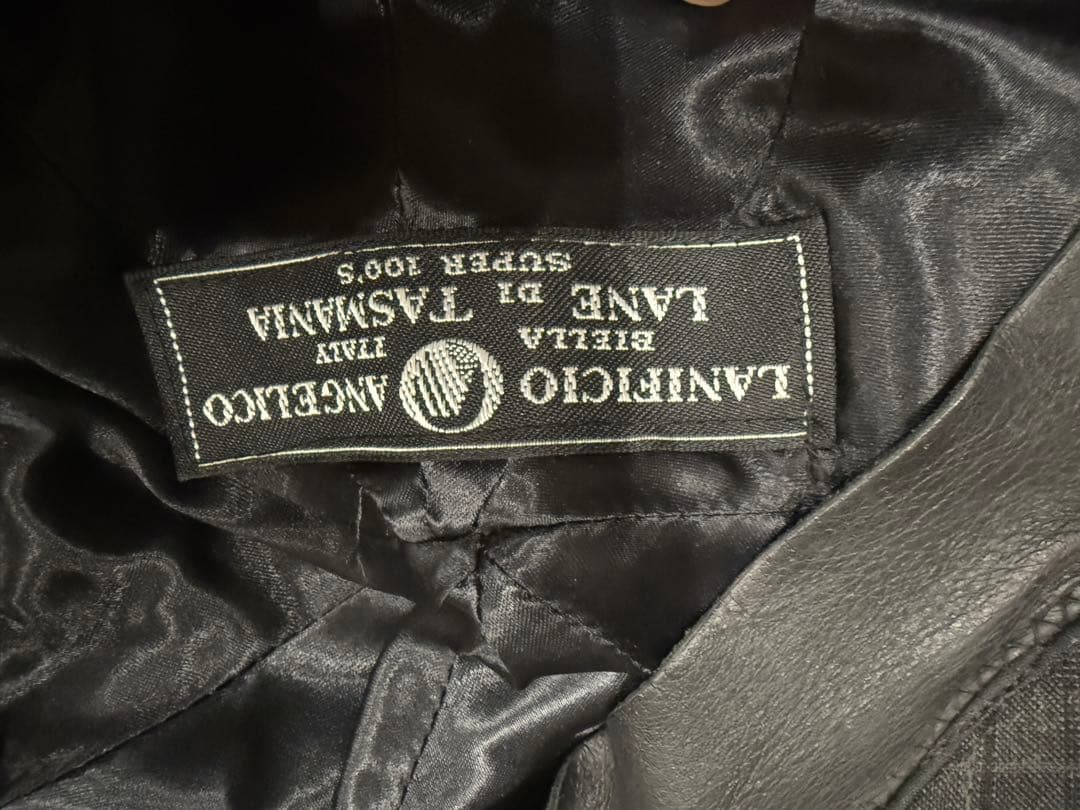 LANIFICIO ANGELICO
BIELLA ITALY
LANE DI TASMANIA
SUPER 100'S